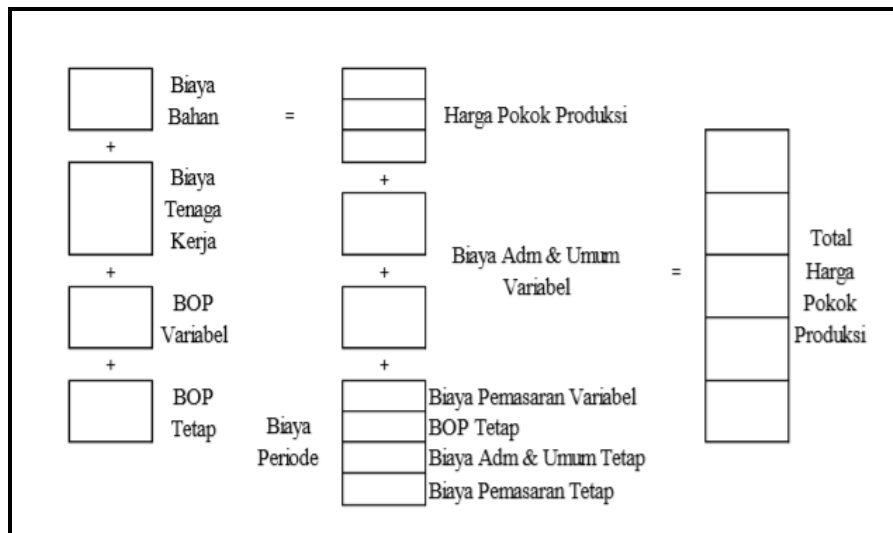 Biaya
Bahan
=
Harga Pokok Produksi
+
Biaya
Tenaga
Kerja
+
Biaya Adm & Umum
Variabel
+
+
=
Total
Harga
Pokok
Produksi
BOP
Variabel
+
+
BOP
Tetap
Biaya
Periode
Biaya Pemasaran Variabel
BOP Tetap
Biaya Adm & Umum Tetap
Biaya Pemasaran Tetap